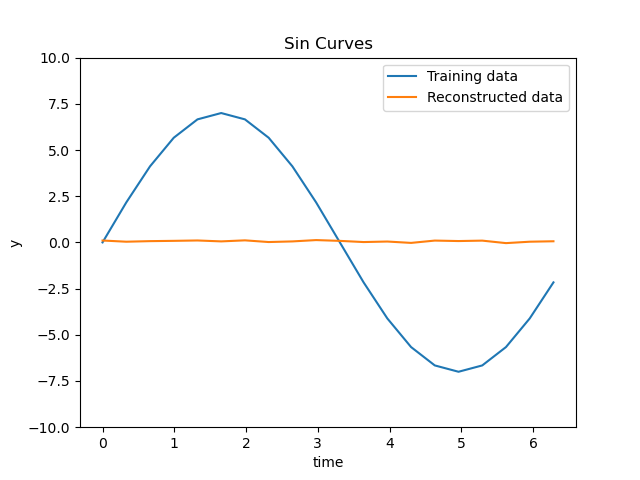 Sin Curves
Training data
Reconstructed data
10.0
7.5
5.0
2.5
0.0
−2.5
−5.0
−7.5
−10.0
y
0 1 2 3 4 5 6
time